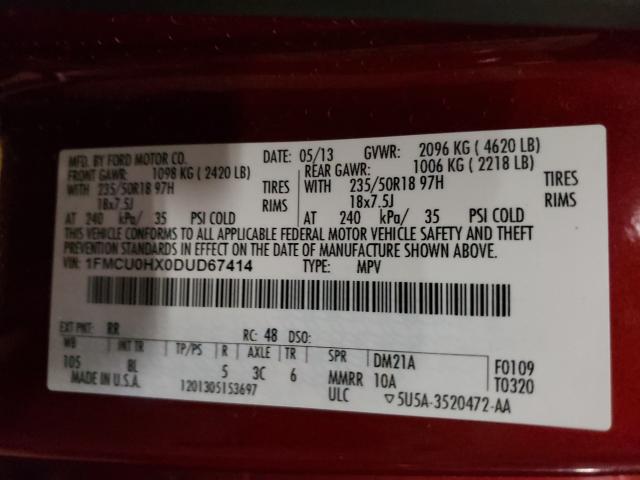 MFD. BY FORD MOTOR CO. DATE: 05/13 GVWR: 2096 KG ( 4620 LB)
FRONT GAWR: 1098 KG ( 2420 LB) REAR GAWR: 1006 KG ( 2218 LB)
WITH 235/50R18 97H TIRES WITH 235/50R18 97H TIRES
18x7.5J RIMS 18x7.5J RIMS
AT 240 kPa/ 35 PSI COLD AT 240 kPa/ 35 PSI COLD
THIS VEHICLE CONFORMS TO ALL APPLICABLE FEDERAL MOTOR VEHICLE SAFETY AND THEFT
PREVENTION STANDARDS IN EFFECT ON THE DATE OF MANUFACTURE SHOWN ABOVE.
VIN: 1FMCU0HX0DUD67414 TYPE: MPV
EXT PNT: RR RC: 48 DSO:
WB INT TR TP/PS R AXLE TR SPR DM21A F0109
105 BL 5 3C 6 MMRR 10A T0320
MADE IN U.S.A. 1201305153697 ULC ▽5U5A-3520472-AA